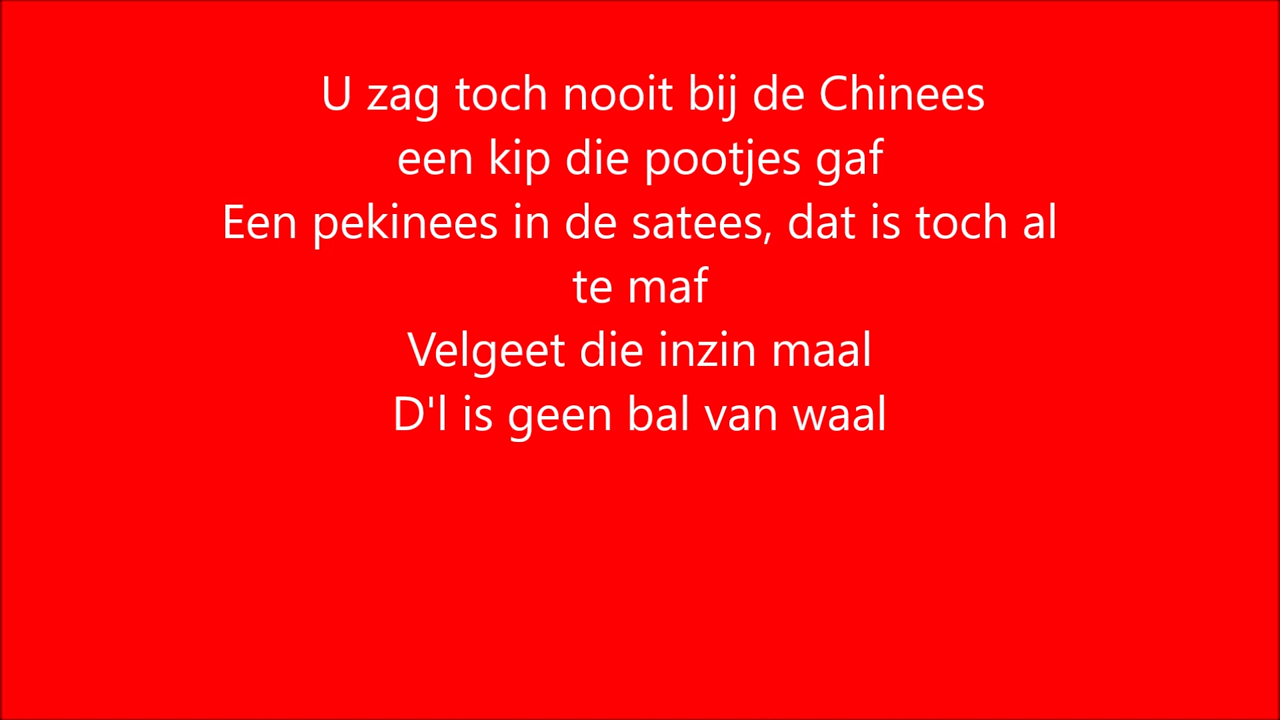 U zag toch nooit bij de Chinees
een kip die pootjes gaf
Een pekinees in de satees, dat is toch al
te maf
Velgeet die inzin maal
D'l is geen bal van waal